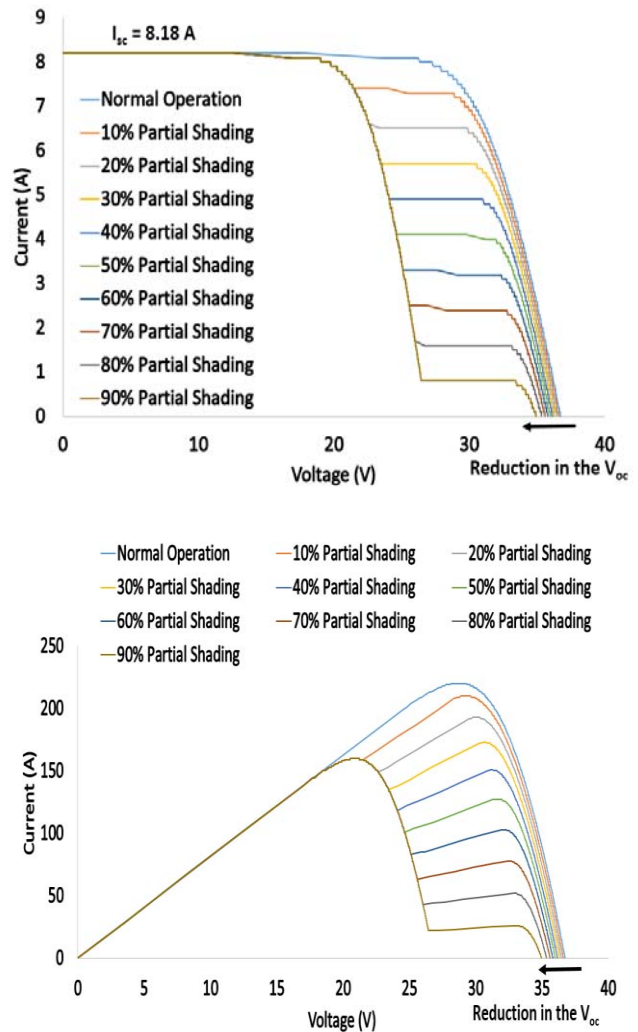 9
I_sc = 8.18 A
8
7
6
5
4
3
2
1
0
Current (A)
Normal Operation
10% Partial Shading
20% Partial Shading
30% Partial Shading
40% Partial Shading
50% Partial Shading
60% Partial Shading
70% Partial Shading
80% Partial Shading
90% Partial Shading
0 10 20 30 40
Voltage (V)
Reduction in the V_oc
Normal Operation 10% Partial Shading 20% Partial Shading
30% Partial Shading 40% Partial Shading 50% Partial Shading
60% Partial Shading 70% Partial Shading 80% Partial Shading
90% Partial Shading
250
200
150
100
50
0
Current (A)
0 5 10 15 20 25 30 35 40
Voltage (V)
Reduction in the V_oc